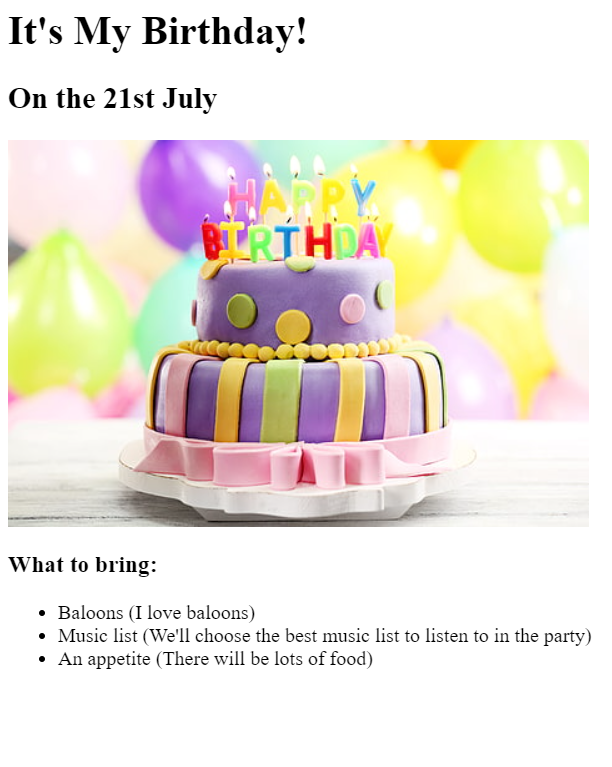 It's My Birthday!
On the 21st July
HAPPY
BIRTHDAY
What to bring:
Baloons (I love baloons)
Music list (We'll choose the best music list to listen to in the party)
An appetite (There will be lots of food)